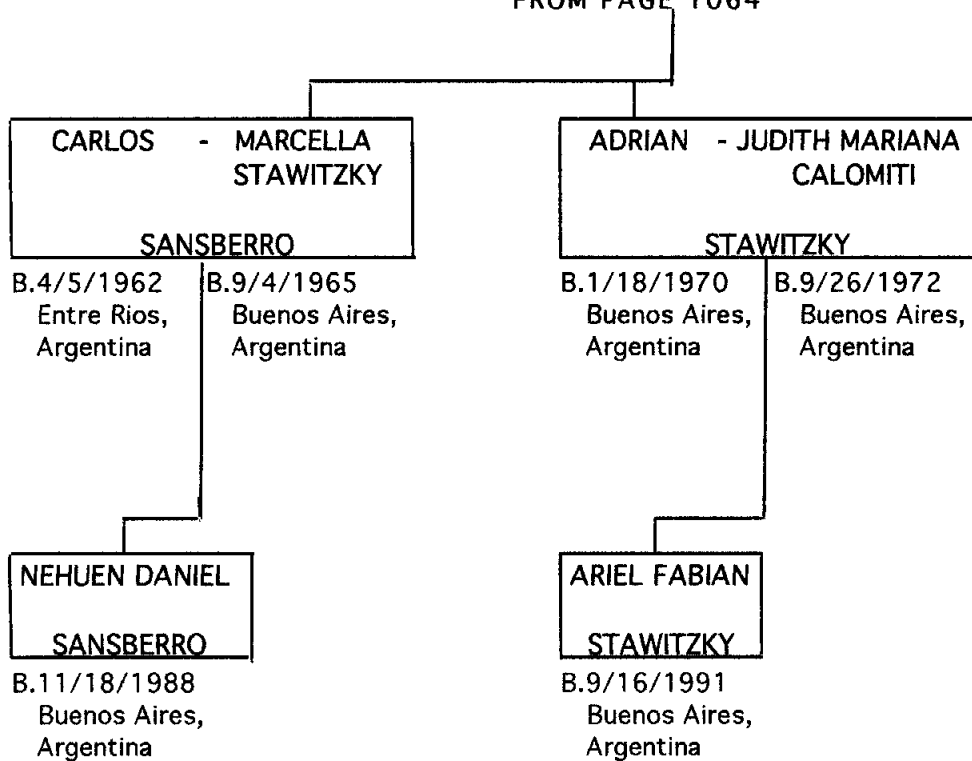 FROM PAGE 1064
CARLOS - MARCELLA
STAWITZKY
SANSBERRO
B.4/5/1962
Entre Rios,
Argentina
B.9/4/1965
Buenos Aires,
Argentina
ADRIAN - JUDITH MARIANA
CALOMITI
STAWITZKY
B.1/18/1970
Buenos Aires,
Argentina
B.9/26/1972
Buenos Aires,
Argentina
NEHUEN DANIEL
SANSBERRO
B.11/18/1988
Buenos Aires,
Argentina
ARIEL FABIAN
STAWITZKY
B.9/16/1991
Buenos Aires,
Argentina